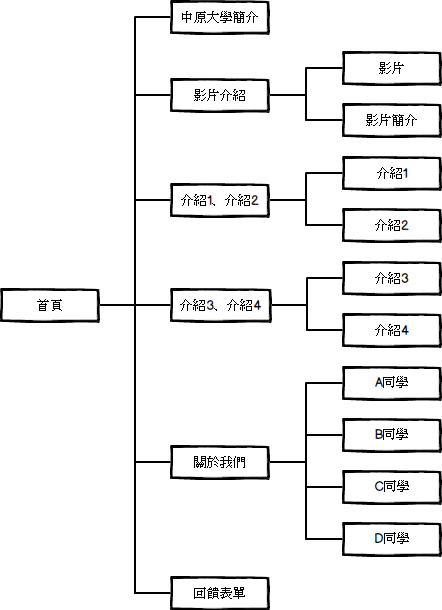 中原大學簡介
影片介紹
影片
影片簡介
介紹1、介紹2
介紹1
介紹2
首頁
介紹3、介紹4
介紹3
介紹4
關於我們
A同學
B同學
C同學
D同學
回饋表單